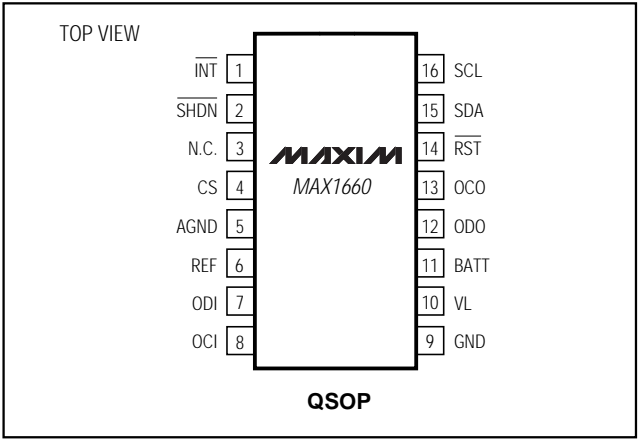 TOP VIEW
INT 1 16 SCL
SHDN 2 15 SDA
N.C. 3 MAXIM 14 RST
CS 4 MAX1660 13 OCO
AGND 5 12 ODO
REF 6 11 BATT
ODI 7 10 VL
OCI 8 9 GND
QSOP